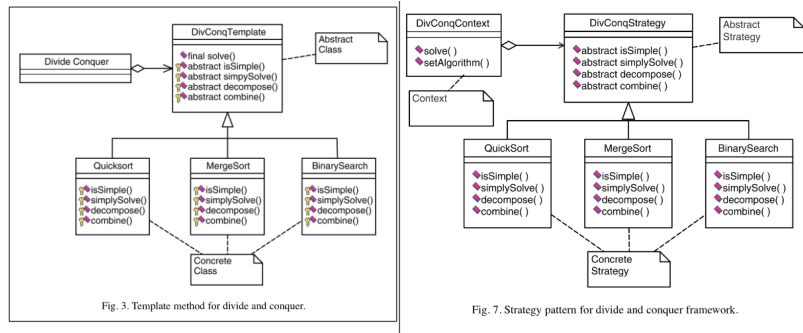 DivConqTemplate
final solve()
abstract isSimple()
abstract simpySolve()
abstract decompose()
abstract combine()
Abstract
Class
Divide Conquer
Quicksort
isSimple()
simplySolve()
decompose()
combine()
MergeSort
isSimple()
simplySolve()
decompose()
combine()
BinarySearch
isSimple()
simplySolve()
decompose()
combine()
Concrete
Class
Fig. 3. Template method for divide and conquer.
DivConqContext
solve( )
setAlgorithm( )
DivConqStrategy
abstract isSimple( )
abstract simplySolve( )
abstract decompose( )
abstract combine( )
Abstract
Strategy
Context
QuickSort
isSimple( )
simplySolve( )
decompose( )
combine( )
MergeSort
isSimple( )
simplySolve( )
decompose( )
combine( )
BinarySearch
isSimple( )
simplySolve( )
decompose( )
combine( )
Concrete
Strategy
Fig. 7. Strategy pattern for divide and conquer framework.